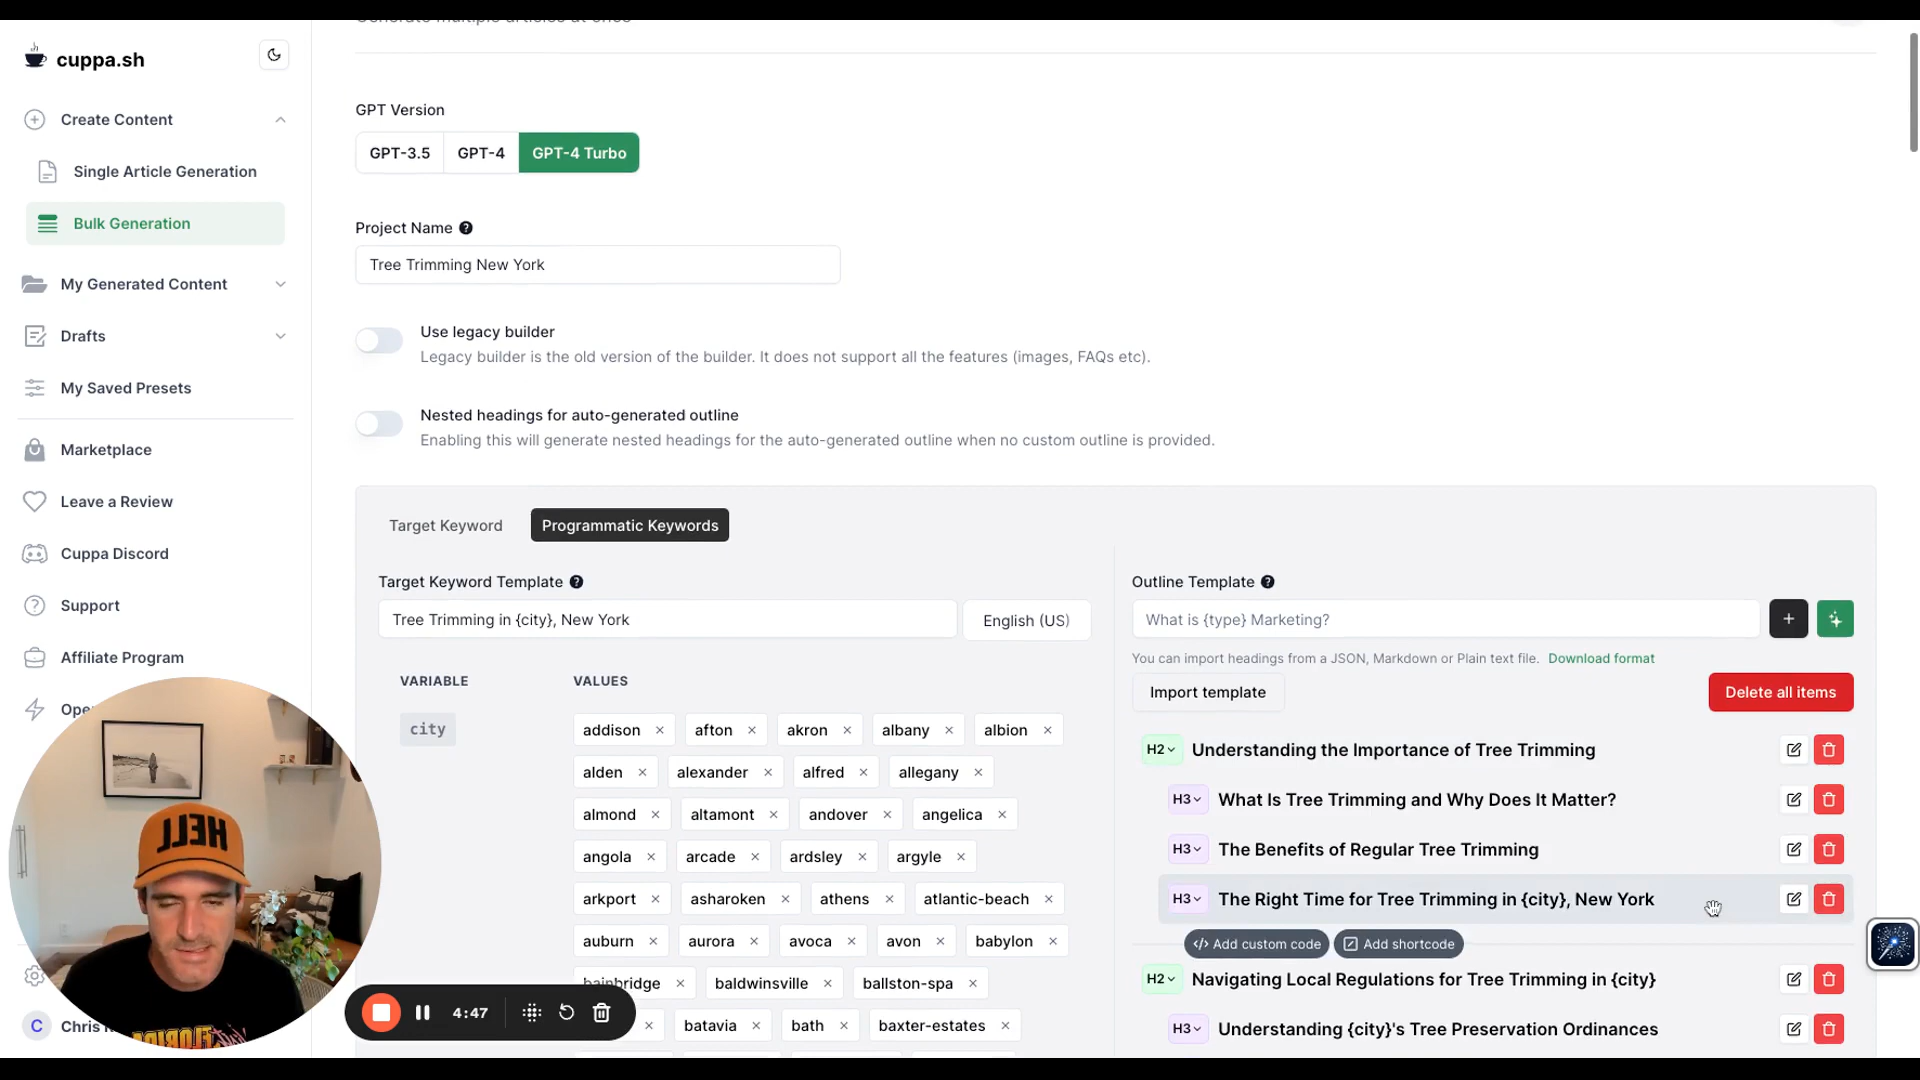 Generate multiple articles at once
cuppa.sh
Create Content
Single Article Generation
Bulk Generation
My Generated Content
Drafts
My Saved Presets
Marketplace
Leave a Review
Cuppa Discord
Support
Affiliate Program
Ope
C
Chris
GPT Version
GPT-3.5
GPT-4
GPT-4 Turbo
Project Name
Tree Trimming New York
Use legacy builder
Legacy builder is the old version of the builder. It does not support all the features (images, FAQs etc).
Nested headings for auto-generated outline
Enabling this will generate nested headings for the auto-generated outline when no custom outline is provided.
Target Keyword
Programmatic Keywords
Target Keyword Template
Tree Trimming in {city}, New York
English (US)
VARIABLE
VALUES
city
addison × afton × akron × albany × albion ×
alden × alexander × alfred × allegany ×
almond × altamont × andover × angelica ×
angola × arcade × ardsley × argyle ×
arkport × asharoken × athens × atlantic-beach ×
auburn × aurora × avoca × avon × babylon ×
bainbridge × baldwinsville × ballston-spa ×
× batavia × bath × baxter-estates ×
4:47
Outline Template
What is {type} Marketing?
You can import headings from a JSON, Markdown or Plain text file. Download format
Import template
Delete all items
H2 Understanding the Importance of Tree Trimming
H3 What Is Tree Trimming and Why Does It Matter?
H3 The Benefits of Regular Tree Trimming
H3 The Right Time for Tree Trimming in {city}, New York
</> Add custom code
Add shortcode
H2 Navigating Local Regulations for Tree Trimming in {city}
H3 Understanding {city}'s Tree Preservation Ordinances
HELL